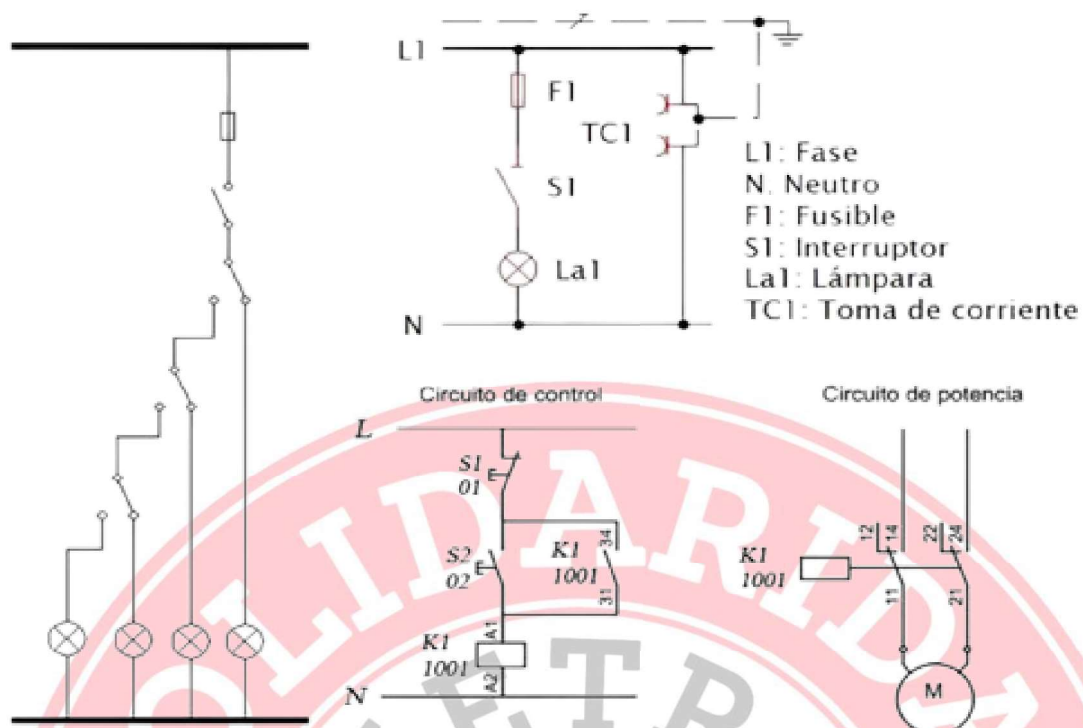 L1
F1
TC1
S1
La1
N
L1: Fase
N. Neutro
F1: Fusible
S1: Interruptor
La1: Lámpara
TC1: Toma de corriente
Circuito de control
L
S1
01
S2
02
K1
1001
34
31
K1
1001
A1
A2
N
Circuito de potencia
K1
1001
12
14
22
24
11
21
M
OLIDARIDA
ETR